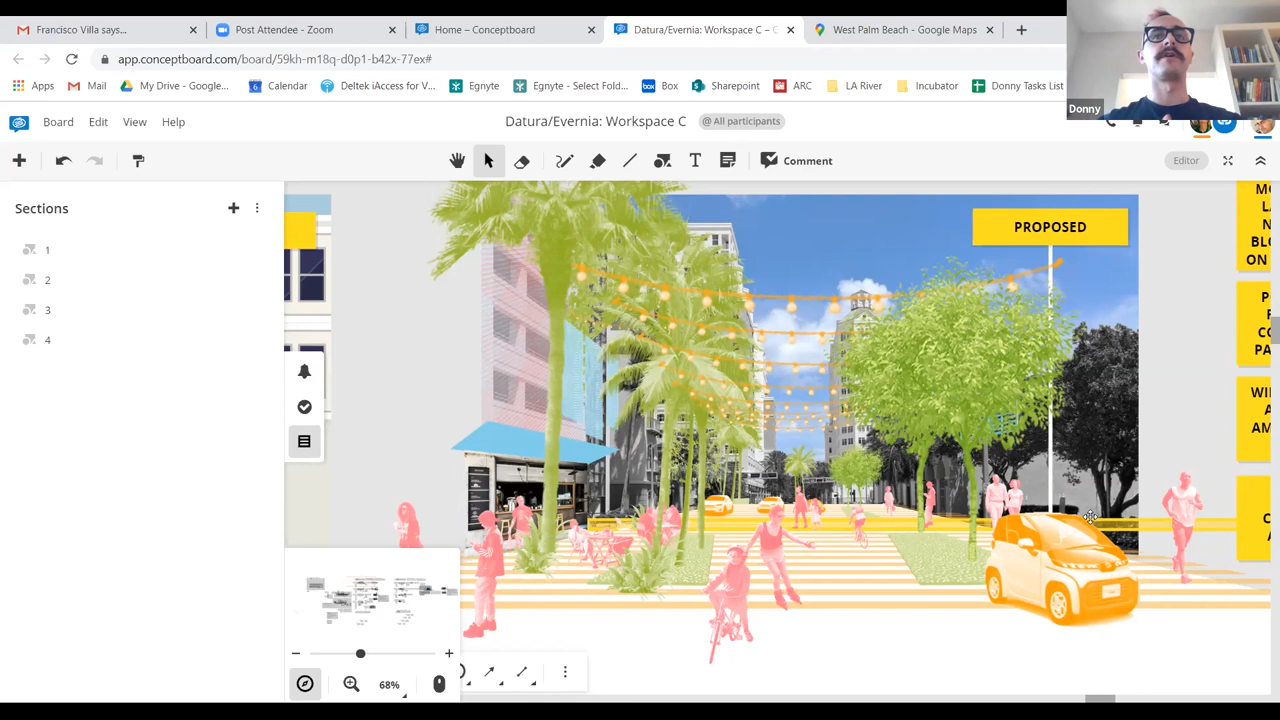 Francisco Villa says...
Post Attendee - Zoom
Home – Conceptboard
Datura/Evernia: Workspace C – C
West Palm Beach - Google Maps
app.conceptboard.com/board/59kh-m18q-d0p1-b42x-77ex#
Apps
Mail
My Drive - Google...
Calendar
Deltek iAccess for V...
Egnyte
Egnyte - Select Fold...
Box
Sharepoint
ARC
LA River
Incubator
Donny Tasks List
Donny
Board
Edit
View
Help
Datura/Evernia: Workspace C
@ All participants
Comment
Editor
Sections
1
2
3
4
PROPOSED
68%